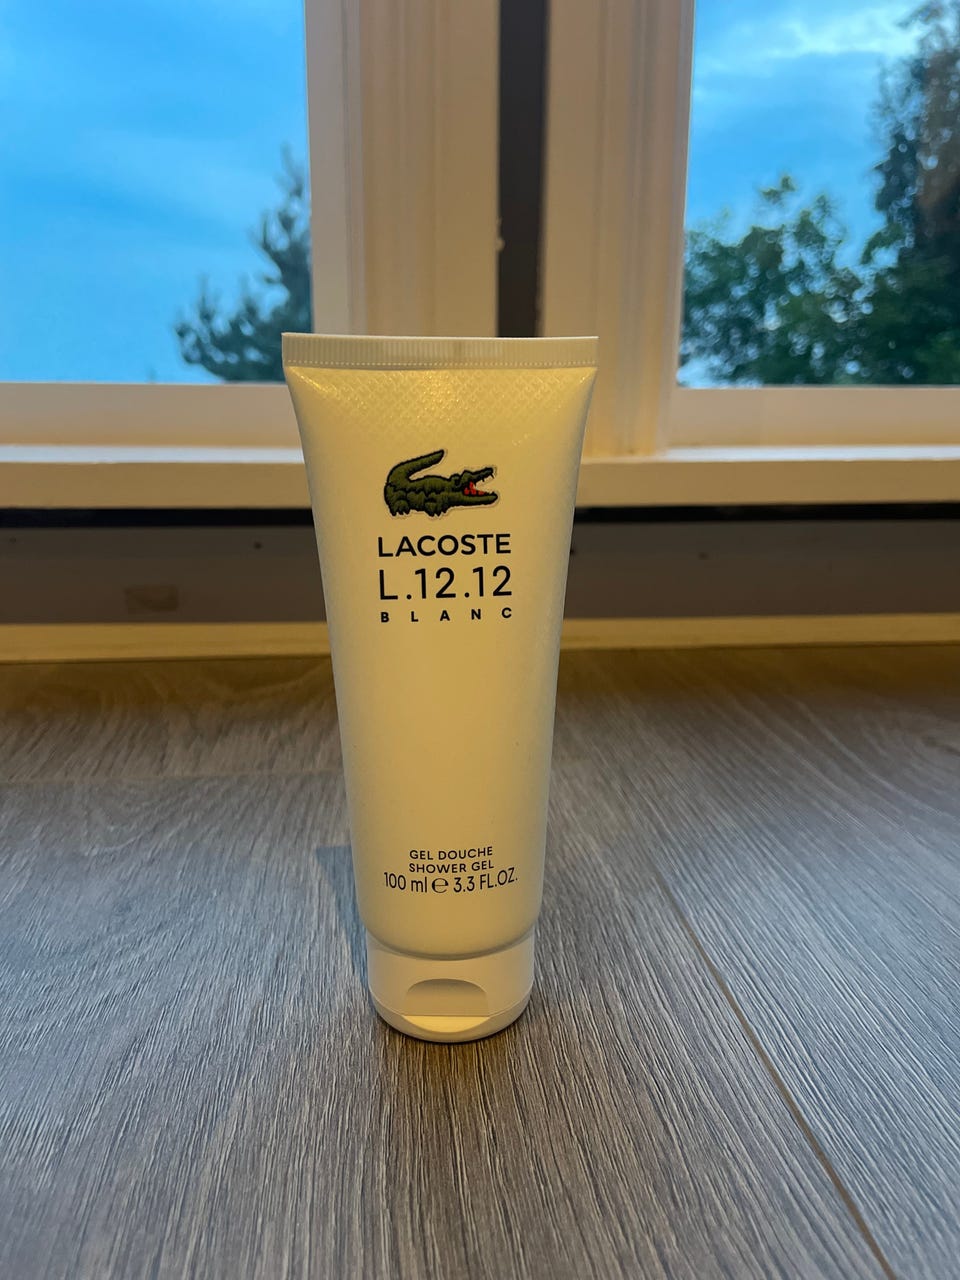 LACOSTE
L.12.12
BLANC
GEL DOUCHE
SHOWER GEL
100 ml ℮ 3.3 FL.OZ.